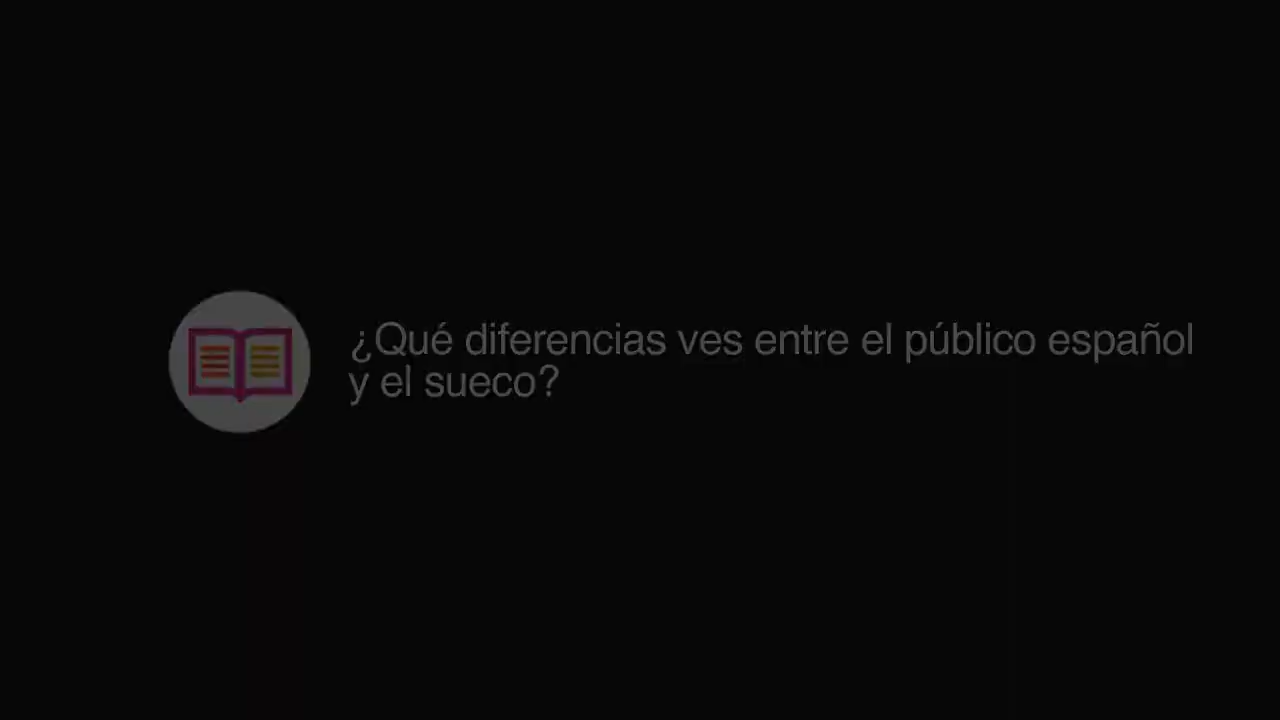 ¿Qué diferencias ves entre el público español
y el sueco?